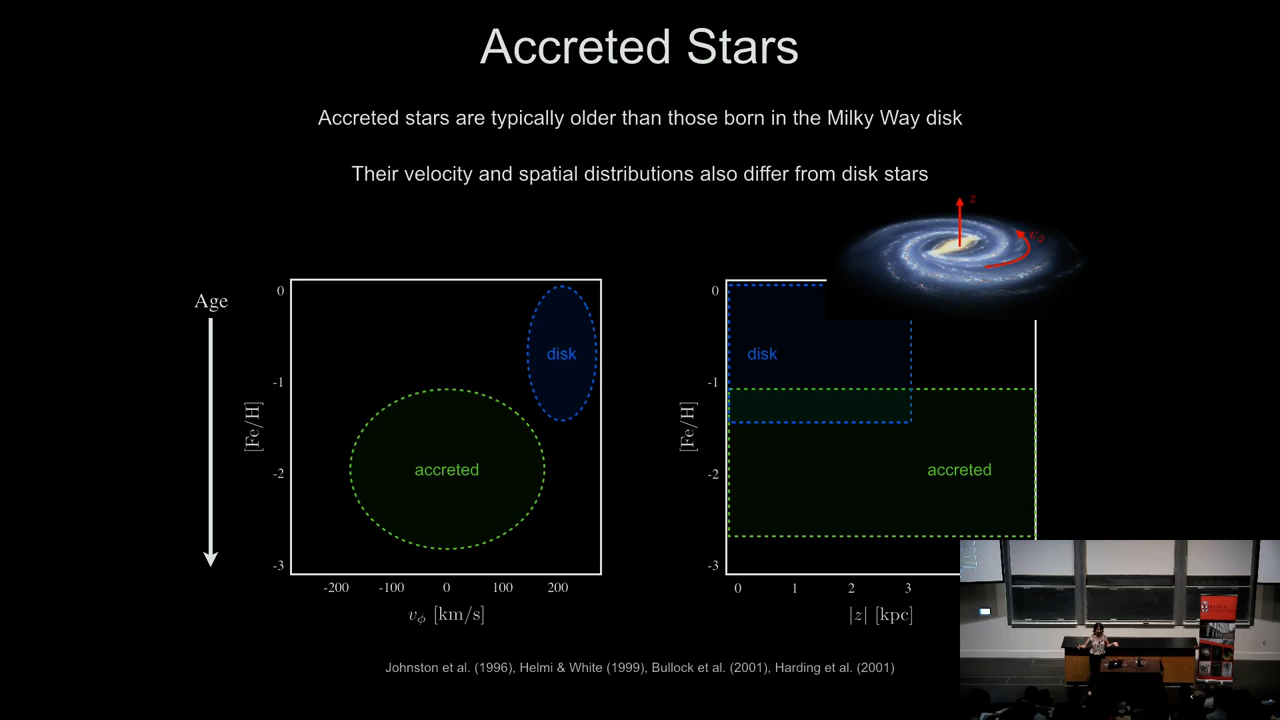 Accreted Stars
Accreted stars are typically older than those born in the Milky Way disk
Their velocity and spatial distributions also differ from disk stars
z
v_ϕ
Age
[Fe/H]
0
-1
-2
-3
disk
accreted
-200 -100 0 100 200
v_ϕ [km/s]
[Fe/H]
0
-1
-2
-3
disk
accreted
0 1 2 3
|z| [kpc]
Johnston et al. (1996), Helmi & White (1999), Bullock et al. (2001), Harding et al. (2001)